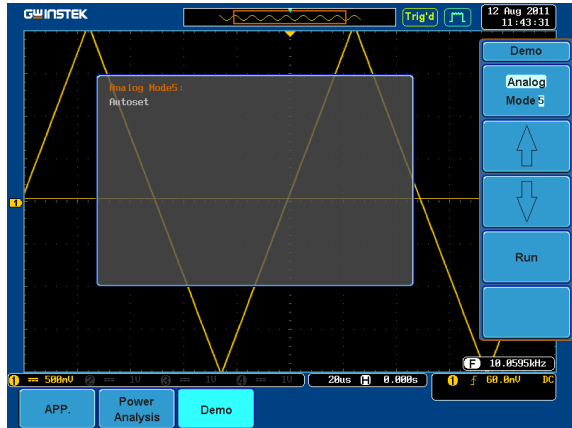 GWINSTEK
Trig'd
12 Aug 2011
11:43:31
Demo
Analog
Mode 5
Analog Mode5:
Autoset
1
Run
F 10.0595kHz
1 500mV 2 1V 3 1V 4 1V
20us H 0.000s
1 60.0mV DC
APP.
Power
Analysis
Demo